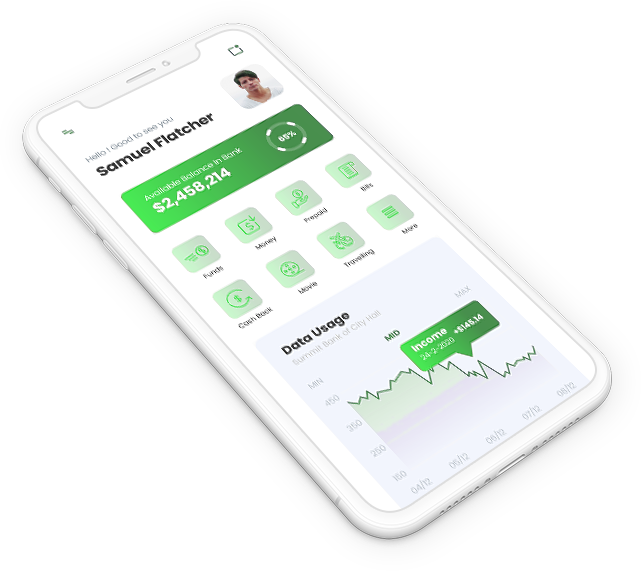 Hello ! Good to see you
Samuel Flatcher
Available Balance in Bank
$2,458,214
65%
Funds
Money
Prepaid
Bills
Cash Back
Movie
Travelling
More
Data Usage
Summit Bank of City Hall
MIN
MID
MAX
Income
+$145.14
24-2-2020
450
350
250
150
04/12
05/12
06/12
07/12
08/12